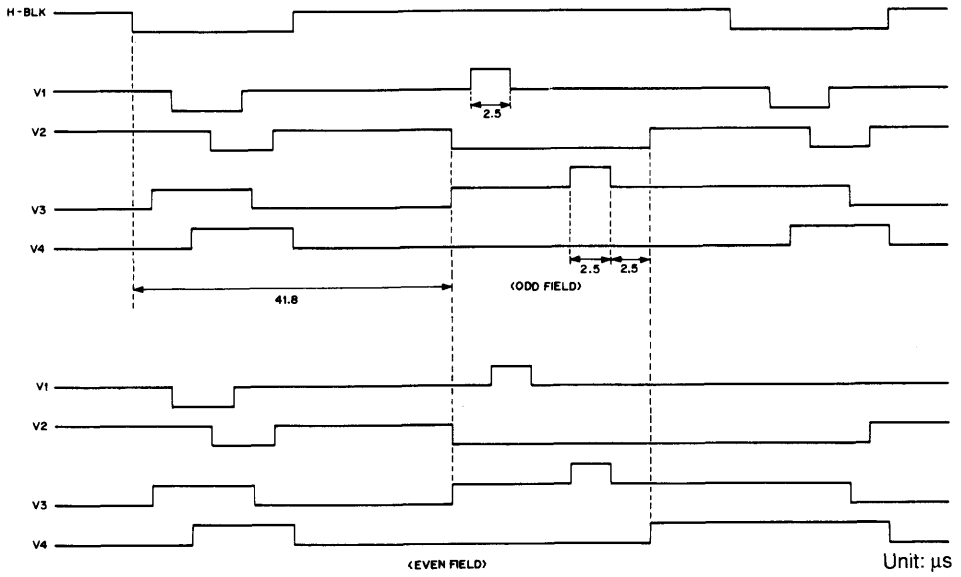 H-BLK
V1
2.5
V2
V3
V4
2.5 2.5
(ODD FIELD)
41.8
V1
V2
V3
V4
(EVEN FIELD)
Unit: µs